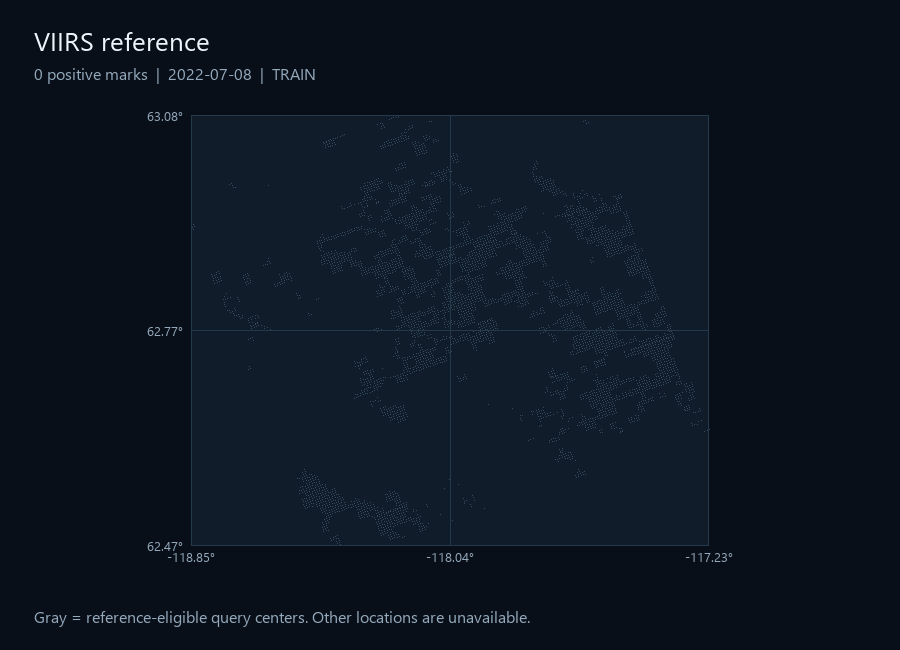 VIIRS reference
0 positive marks | 2022-07-08 | TRAIN
63.08°
62.77°
62.47°
-118.85°
-118.04°
-117.23°
Gray = reference-eligible query centers. Other locations are unavailable.